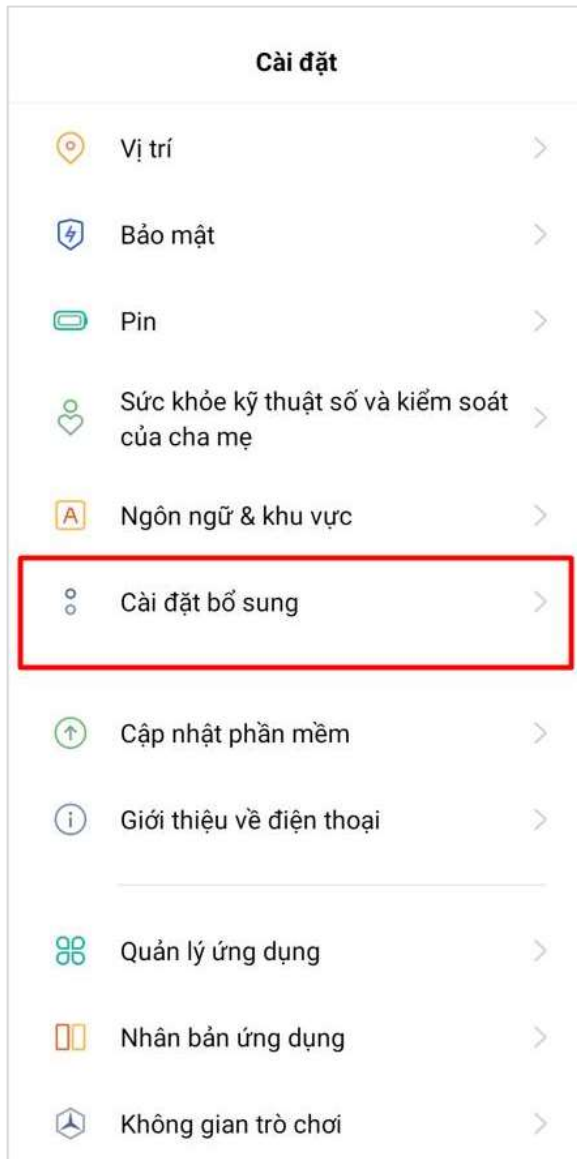 Cài đặt
Vị trí
Bảo mật
Pin
Sức khỏe kỹ thuật số và kiểm soát
của cha mẹ
A Ngôn ngữ & khu vực
Cài đặt bổ sung
Cập nhật phần mềm
Giới thiệu về điện thoại
Quản lý ứng dụng
Nhân bản ứng dụng
Không gian trò chơi